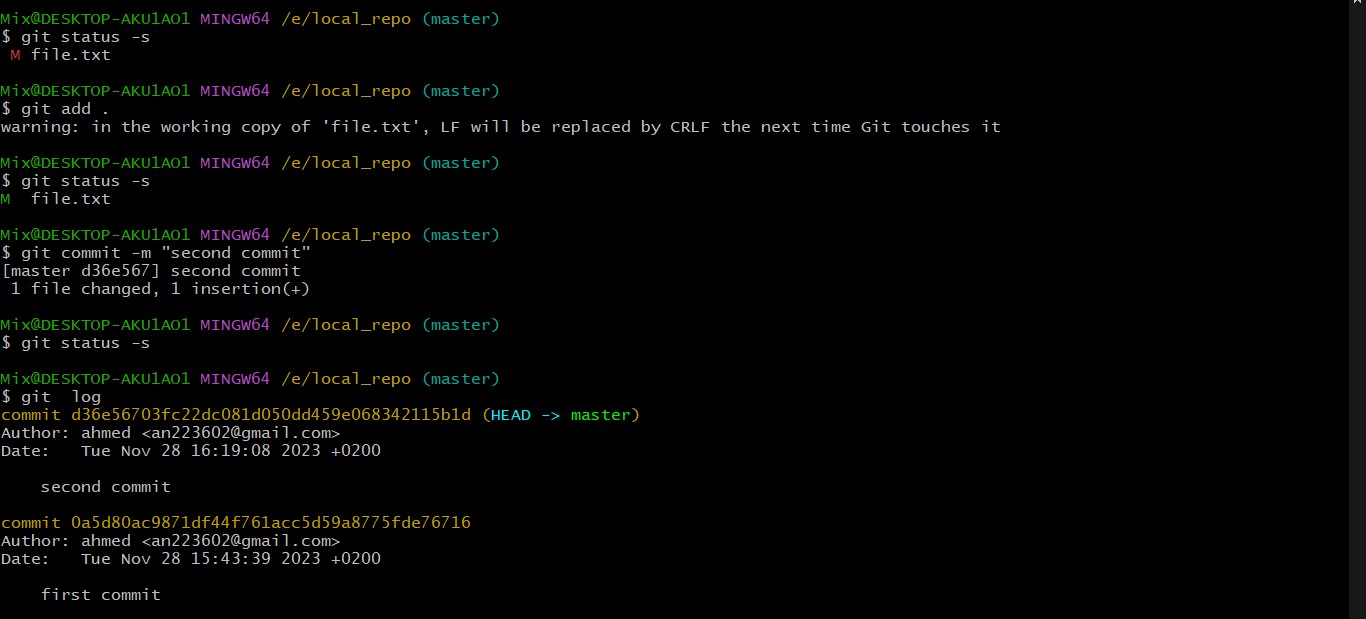 Mix@DESKTOP-AKU1AO1 MINGW64 /e/local_repo (master)
$ git status -s
 M file.txt

Mix@DESKTOP-AKU1AO1 MINGW64 /e/local_repo (master)
$ git add .
warning: in the working copy of 'file.txt', LF will be replaced by CRLF the next time Git touches it

Mix@DESKTOP-AKU1AO1 MINGW64 /e/local_repo (master)
$ git status -s
M  file.txt

Mix@DESKTOP-AKU1AO1 MINGW64 /e/local_repo (master)
$ git commit -m "second commit"
[master d36e567] second commit
 1 file changed, 1 insertion(+)

Mix@DESKTOP-AKU1AO1 MINGW64 /e/local_repo (master)
$ git status -s

Mix@DESKTOP-AKU1AO1 MINGW64 /e/local_repo (master)
$ git  log
commit d36e56703fc22dc081d050dd459e068342115b1d (HEAD -> master)
Author: ahmed <an223602@gmail.com>
Date:   Tue Nov 28 16:19:08 2023 +0200

    second commit

commit 0a5d80ac9871df44f761acc5d59a8775fde76716
Author: ahmed <an223602@gmail.com>
Date:   Tue Nov 28 15:43:39 2023 +0200

    first commit